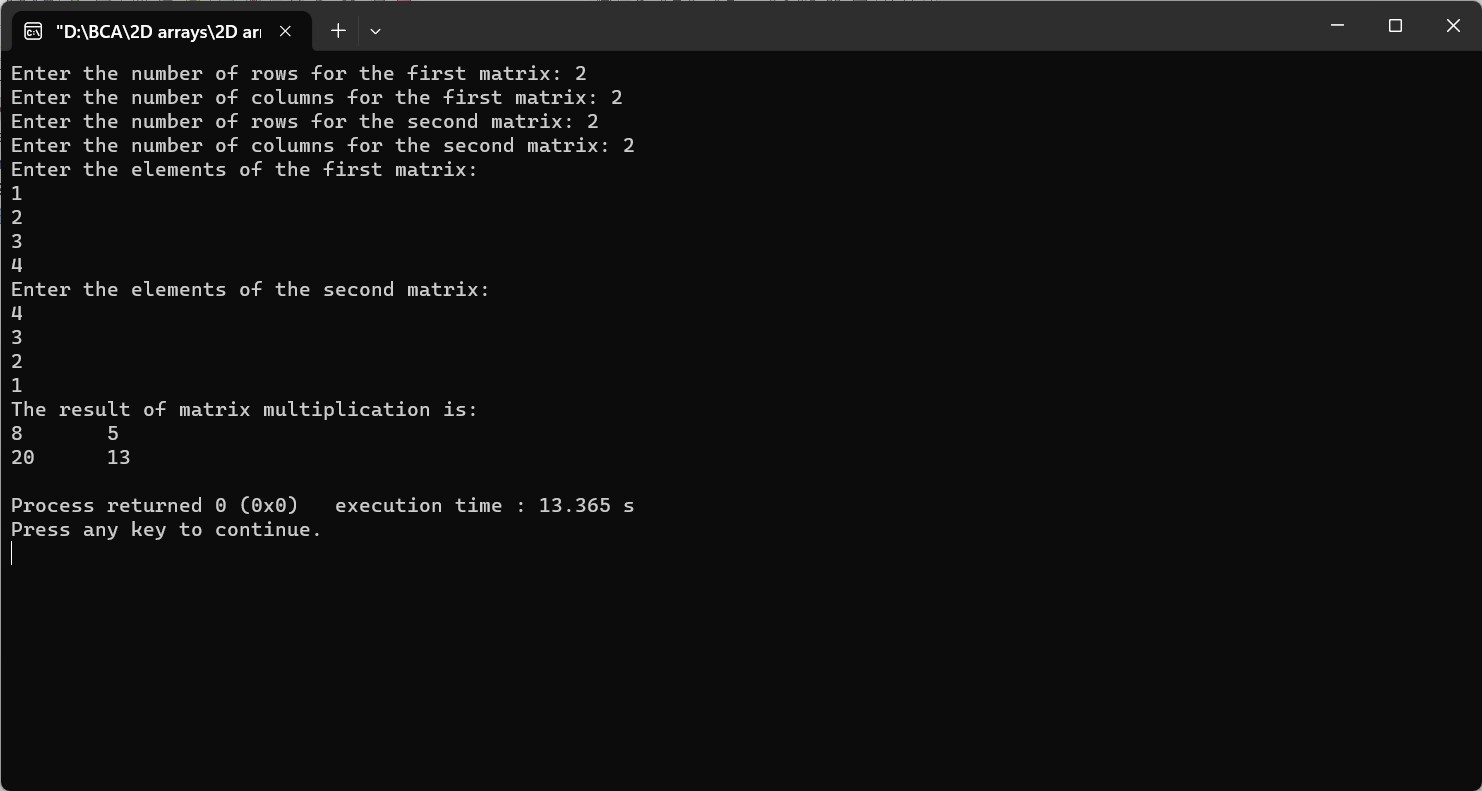 "D:\BCA\2D arrays\2D arr
Enter the number of rows for the first matrix: 2
Enter the number of columns for the first matrix: 2
Enter the number of rows for the second matrix: 2
Enter the number of columns for the second matrix: 2
Enter the elements of the first matrix:
1
2
3
4
Enter the elements of the second matrix:
4
3
2
1
The result of matrix multiplication is:
8 5
20 13
Process returned 0 (0x0) execution time : 13.365 s
Press any key to continue.